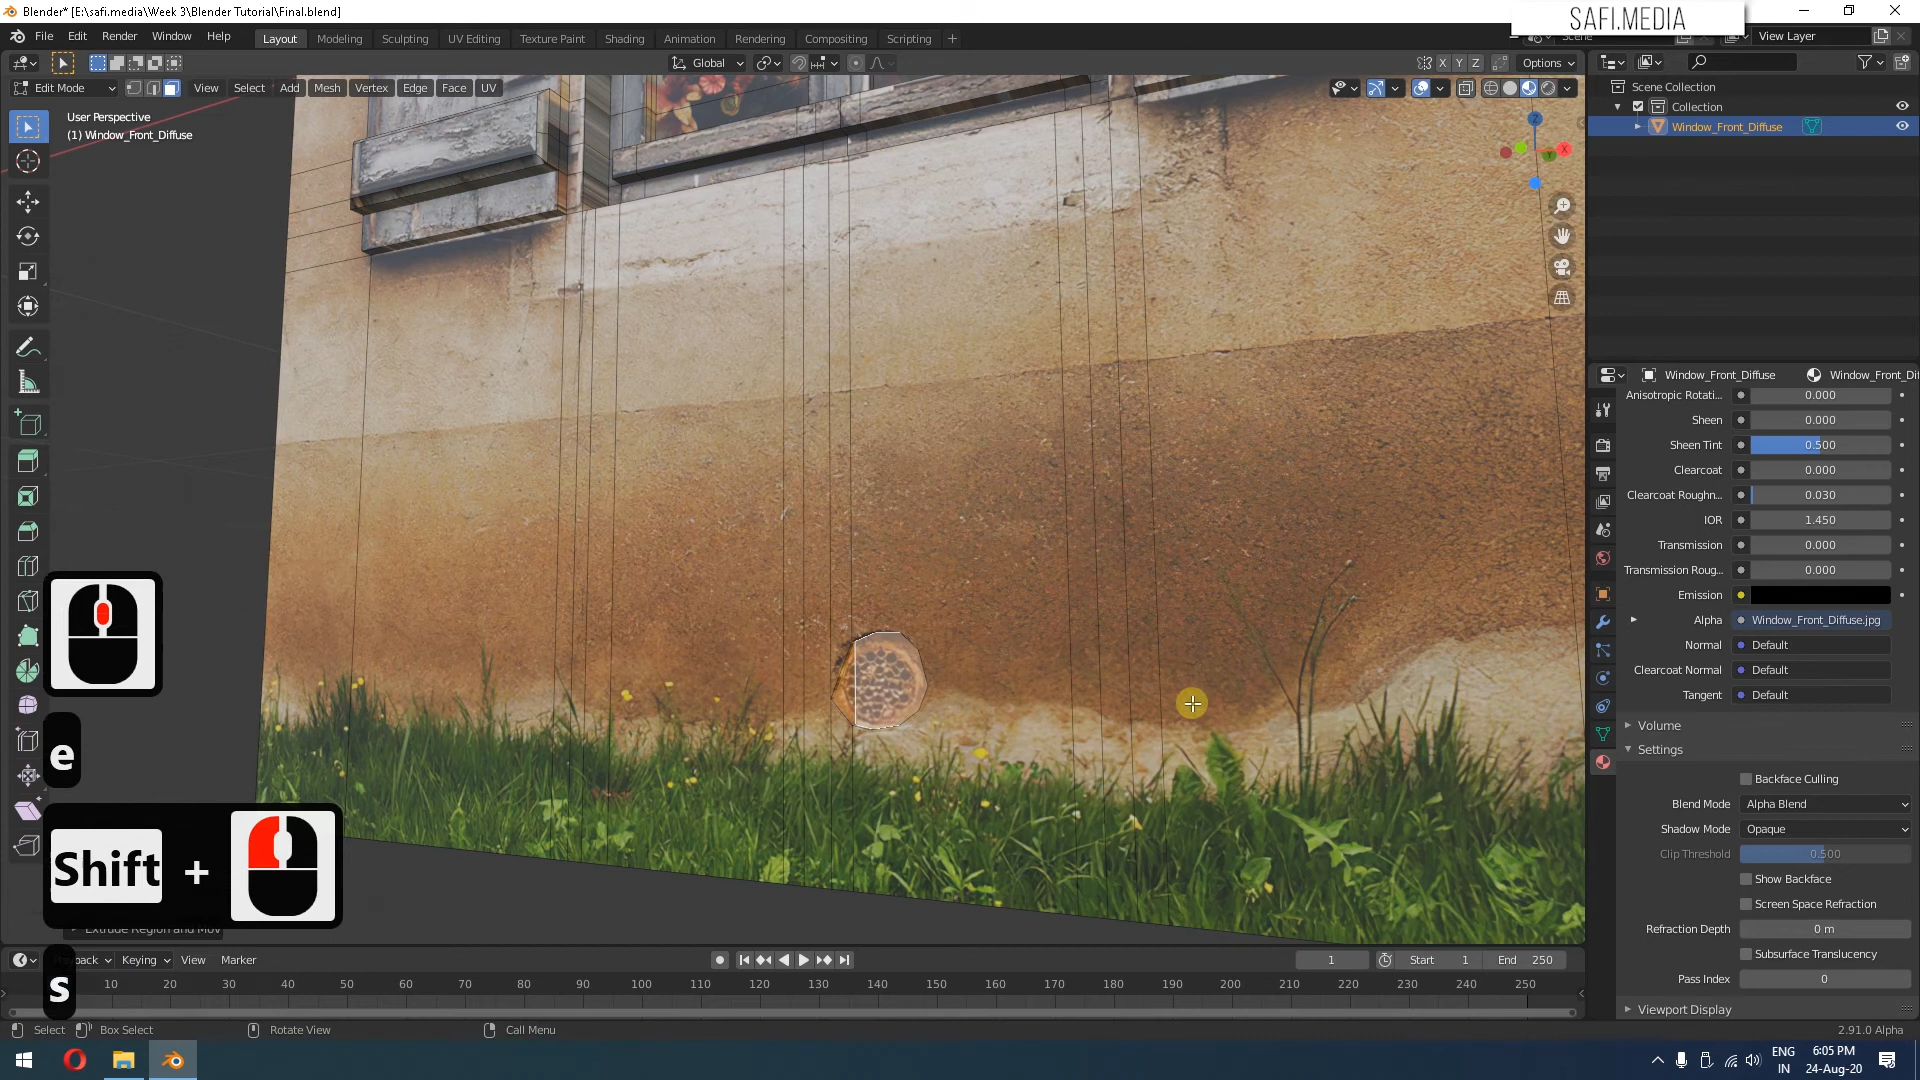 Blender* [E:\safi.media\Week 3\Blender Tutorial\Final.blend]
SAFI.MEDIA
File Edit Render Window Help Layout Modeling Sculpting UV Editing Texture Paint Shading Animation Rendering Compositing Scripting + Scene View Layer
Global X Y Z Options
Edit Mode View Select Add Mesh Vertex Edge Face UV
User Perspective
(1) Window_Front_Diffuse
Scene Collection
Collection
Window_Front_Diffuse
Z
X
Y
Window_Front_Diffuse Window_Front_Di
Anisotropic Rotati... 0.000
Sheen 0.000
Sheen Tint 0.500
Clearcoat 0.000
Clearcoat Roughn... 0.030
IOR 1.450
Transmission 0.000
Transmission Roug... 0.000
Emission
Alpha Window_Front_Diffuse.jpg
Normal Default
Clearcoat Normal Default
Tangent Default
Volume
Settings
Backface Culling
Blend Mode Alpha Blend
Shadow Mode Opaque
Clip Threshold 0.500
Show Backface
Screen Space Refraction
Refraction Depth 0 m
Subsurface Translucency
Pass Index 0
Viewport Display
e
Shift +
s
Extrude Region and Mov
Keying View Marker 1 Start 1 End 250
10 20 30 40 50 60 70 80 90 100 110 120 130 140 150 160 170 180 190 200 210 220 230 240 250
Select Box Select Rotate View Call Menu 2.91.0 Alpha
ENG 6:05 PM
IN 24-Aug-20